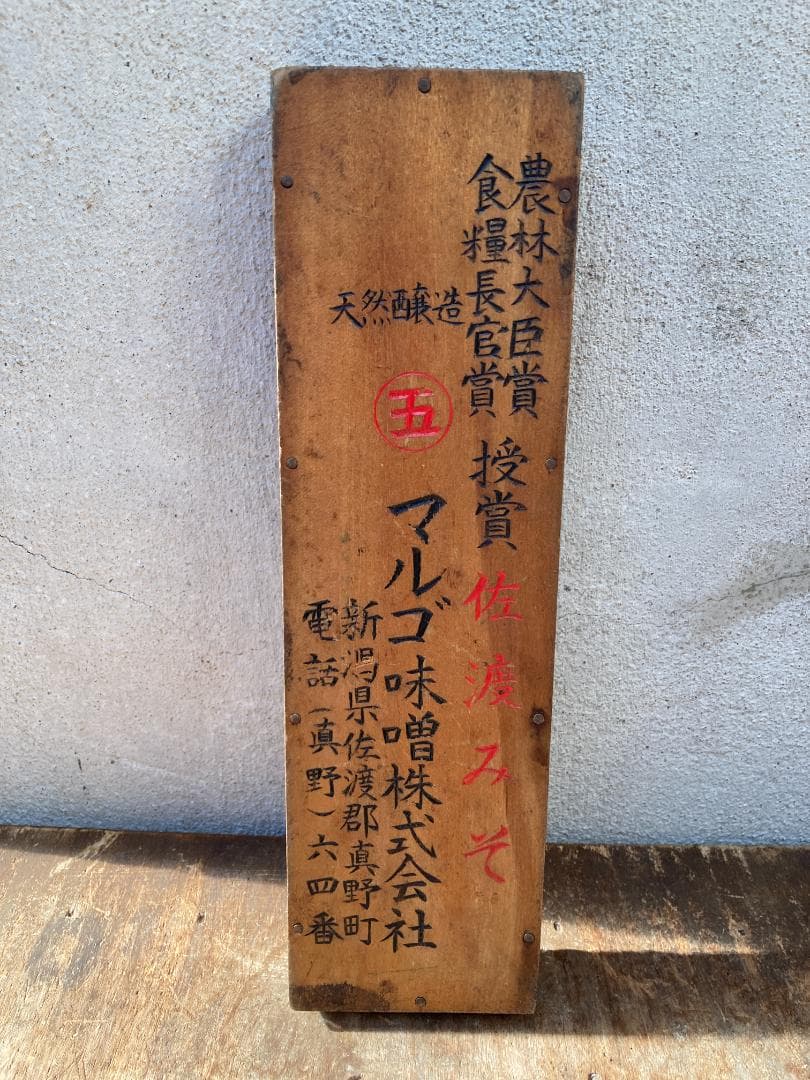 農林大臣賞
食糧長官賞
授賞
佐渡みそ
天然醸造
五
マルゴ味噌株式会社
新潟県佐渡郡真野町
電話(真野)六四番